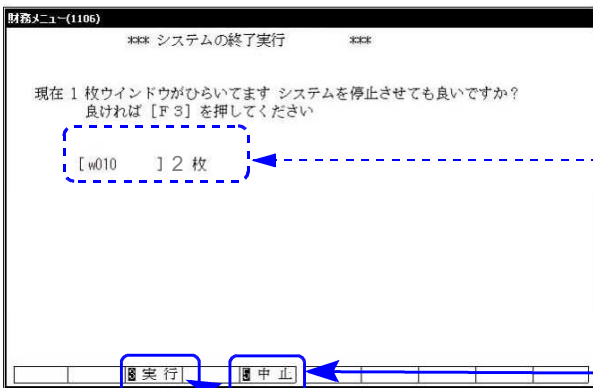 財務メニュー(1106)
*** システムの終了実行 ***
現在 1 枚ウインドウがひらいてます システムを停止させても良いですか?
良ければ [F3] を押してください
[w010 ] 2 枚
3 実行 5 中止